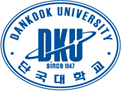 DANKOOK UNIVERSITY
DKU
since 1947
단국대학교